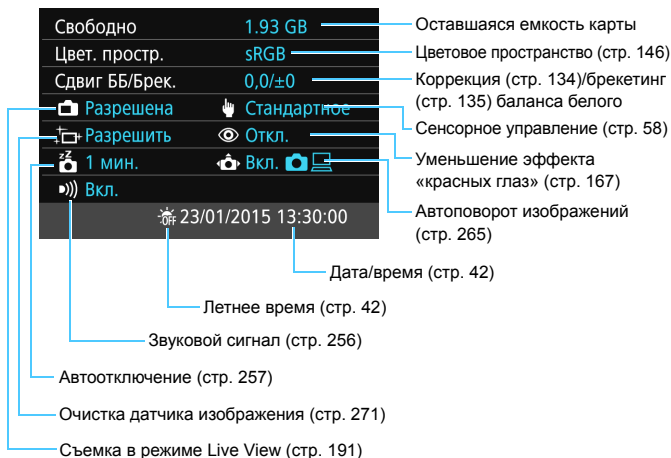 Свободно 1.93 GB
Цвет. простр. sRGB
Сдвиг ББ/Брек. 0,0/±0
Разрешена Стандартное
Разрешить Откл.
1 мин. Вкл.
Вкл.
OFF 23/01/2015 13:30:00
Оставшаяся емкость карты
Цветовое пространство (стр. 146)
Коррекция (стр. 134)/брекетинг
(стр. 135) баланса белого
Сенсорное управление (стр. 58)
Уменьшение эффекта
«красных глаз» (стр. 167)
Автоповорот изображений
(стр. 265)
Дата/время (стр. 42)
Летнее время (стр. 42)
Звуковой сигнал (стр. 256)
Автоотключение (стр. 257)
Очистка датчика изображения (стр. 271)
Съемка в режиме Live View (стр. 191)